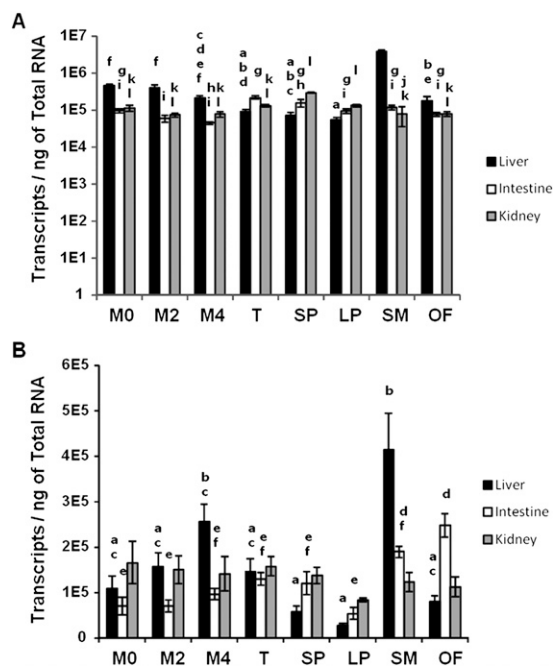 A
Transcripts / ng of Total RNA
1E7
1E6
1E5
1E4
1E3
1E2
1E1
1
f
g
i
k
l
f
i
k
l
c
d
e
f
h
i
k
l
a
b
d
g
k
l
a
b
c
g
h
l
a
g
i
l
g
i
j
k
b
e
g
i
k
l
M0 M2 M4 T SP LP SM OF
Liver
Intestine
Kidney
B
Transcripts / ng of Total RNA
6E5
5E5
4E5
3E5
2E5
1E5
0
a
c
e
a
c
e
b
c
e
f
a
c
e
f
a
e
f
a
e
b
d
f
a
c
d
M0 M2 M4 T SP LP SM OF
Liver
Intestine
Kidney